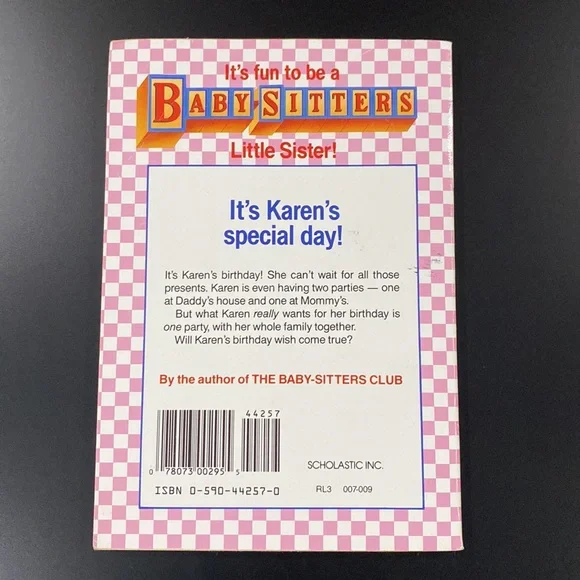 It's fun to be a
BABY-SITTERS
Little Sister!
It's Karen's
special day!
It's Karen's birthday! She can't wait for all those
presents. Karen is even having two parties — one
at Daddy's house and one at Mommy's.
But what Karen really wants for her birthday is
one party, with her whole family together.
Will Karen's birthday wish come true?
By the author of THE BABY-SITTERS CLUB
44257
0 78073 00295 5
SCHOLASTIC INC.
ISBN 0-590-44257-0
RL3 007-009